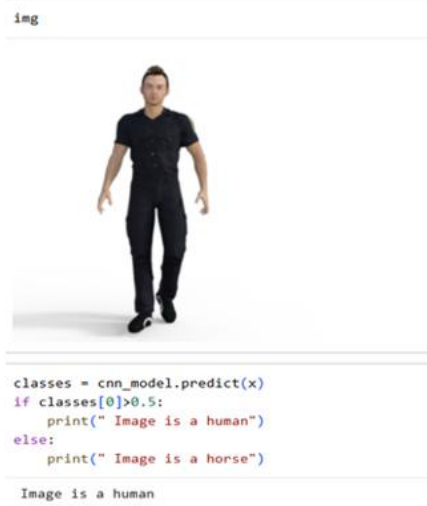 img
classes = cnn_model.predict(x)
if classes[0]>0.5:
    print(" Image is a human")
else:
    print(" Image is a horse")
Image is a human